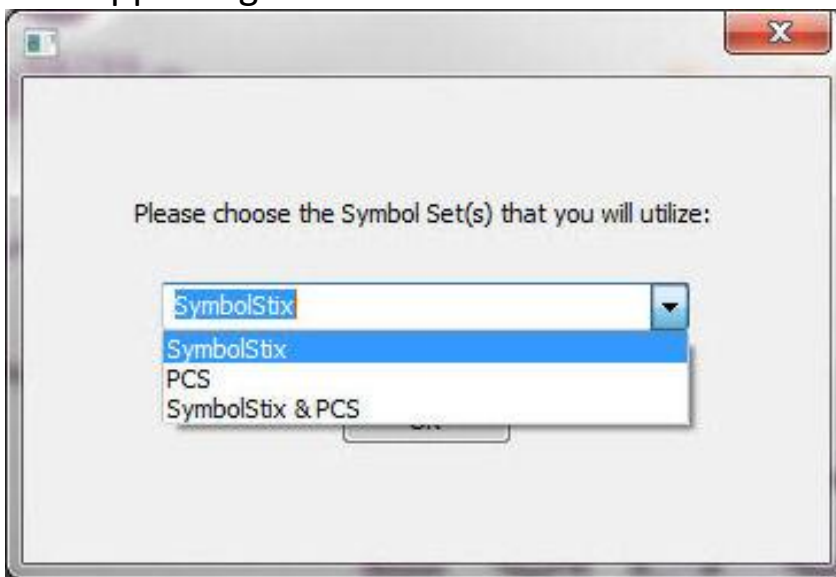 Please choose the Symbol Set(s) that you will utilize:
SymbolStix
SymbolStix
PCS
SymbolStix & PCS